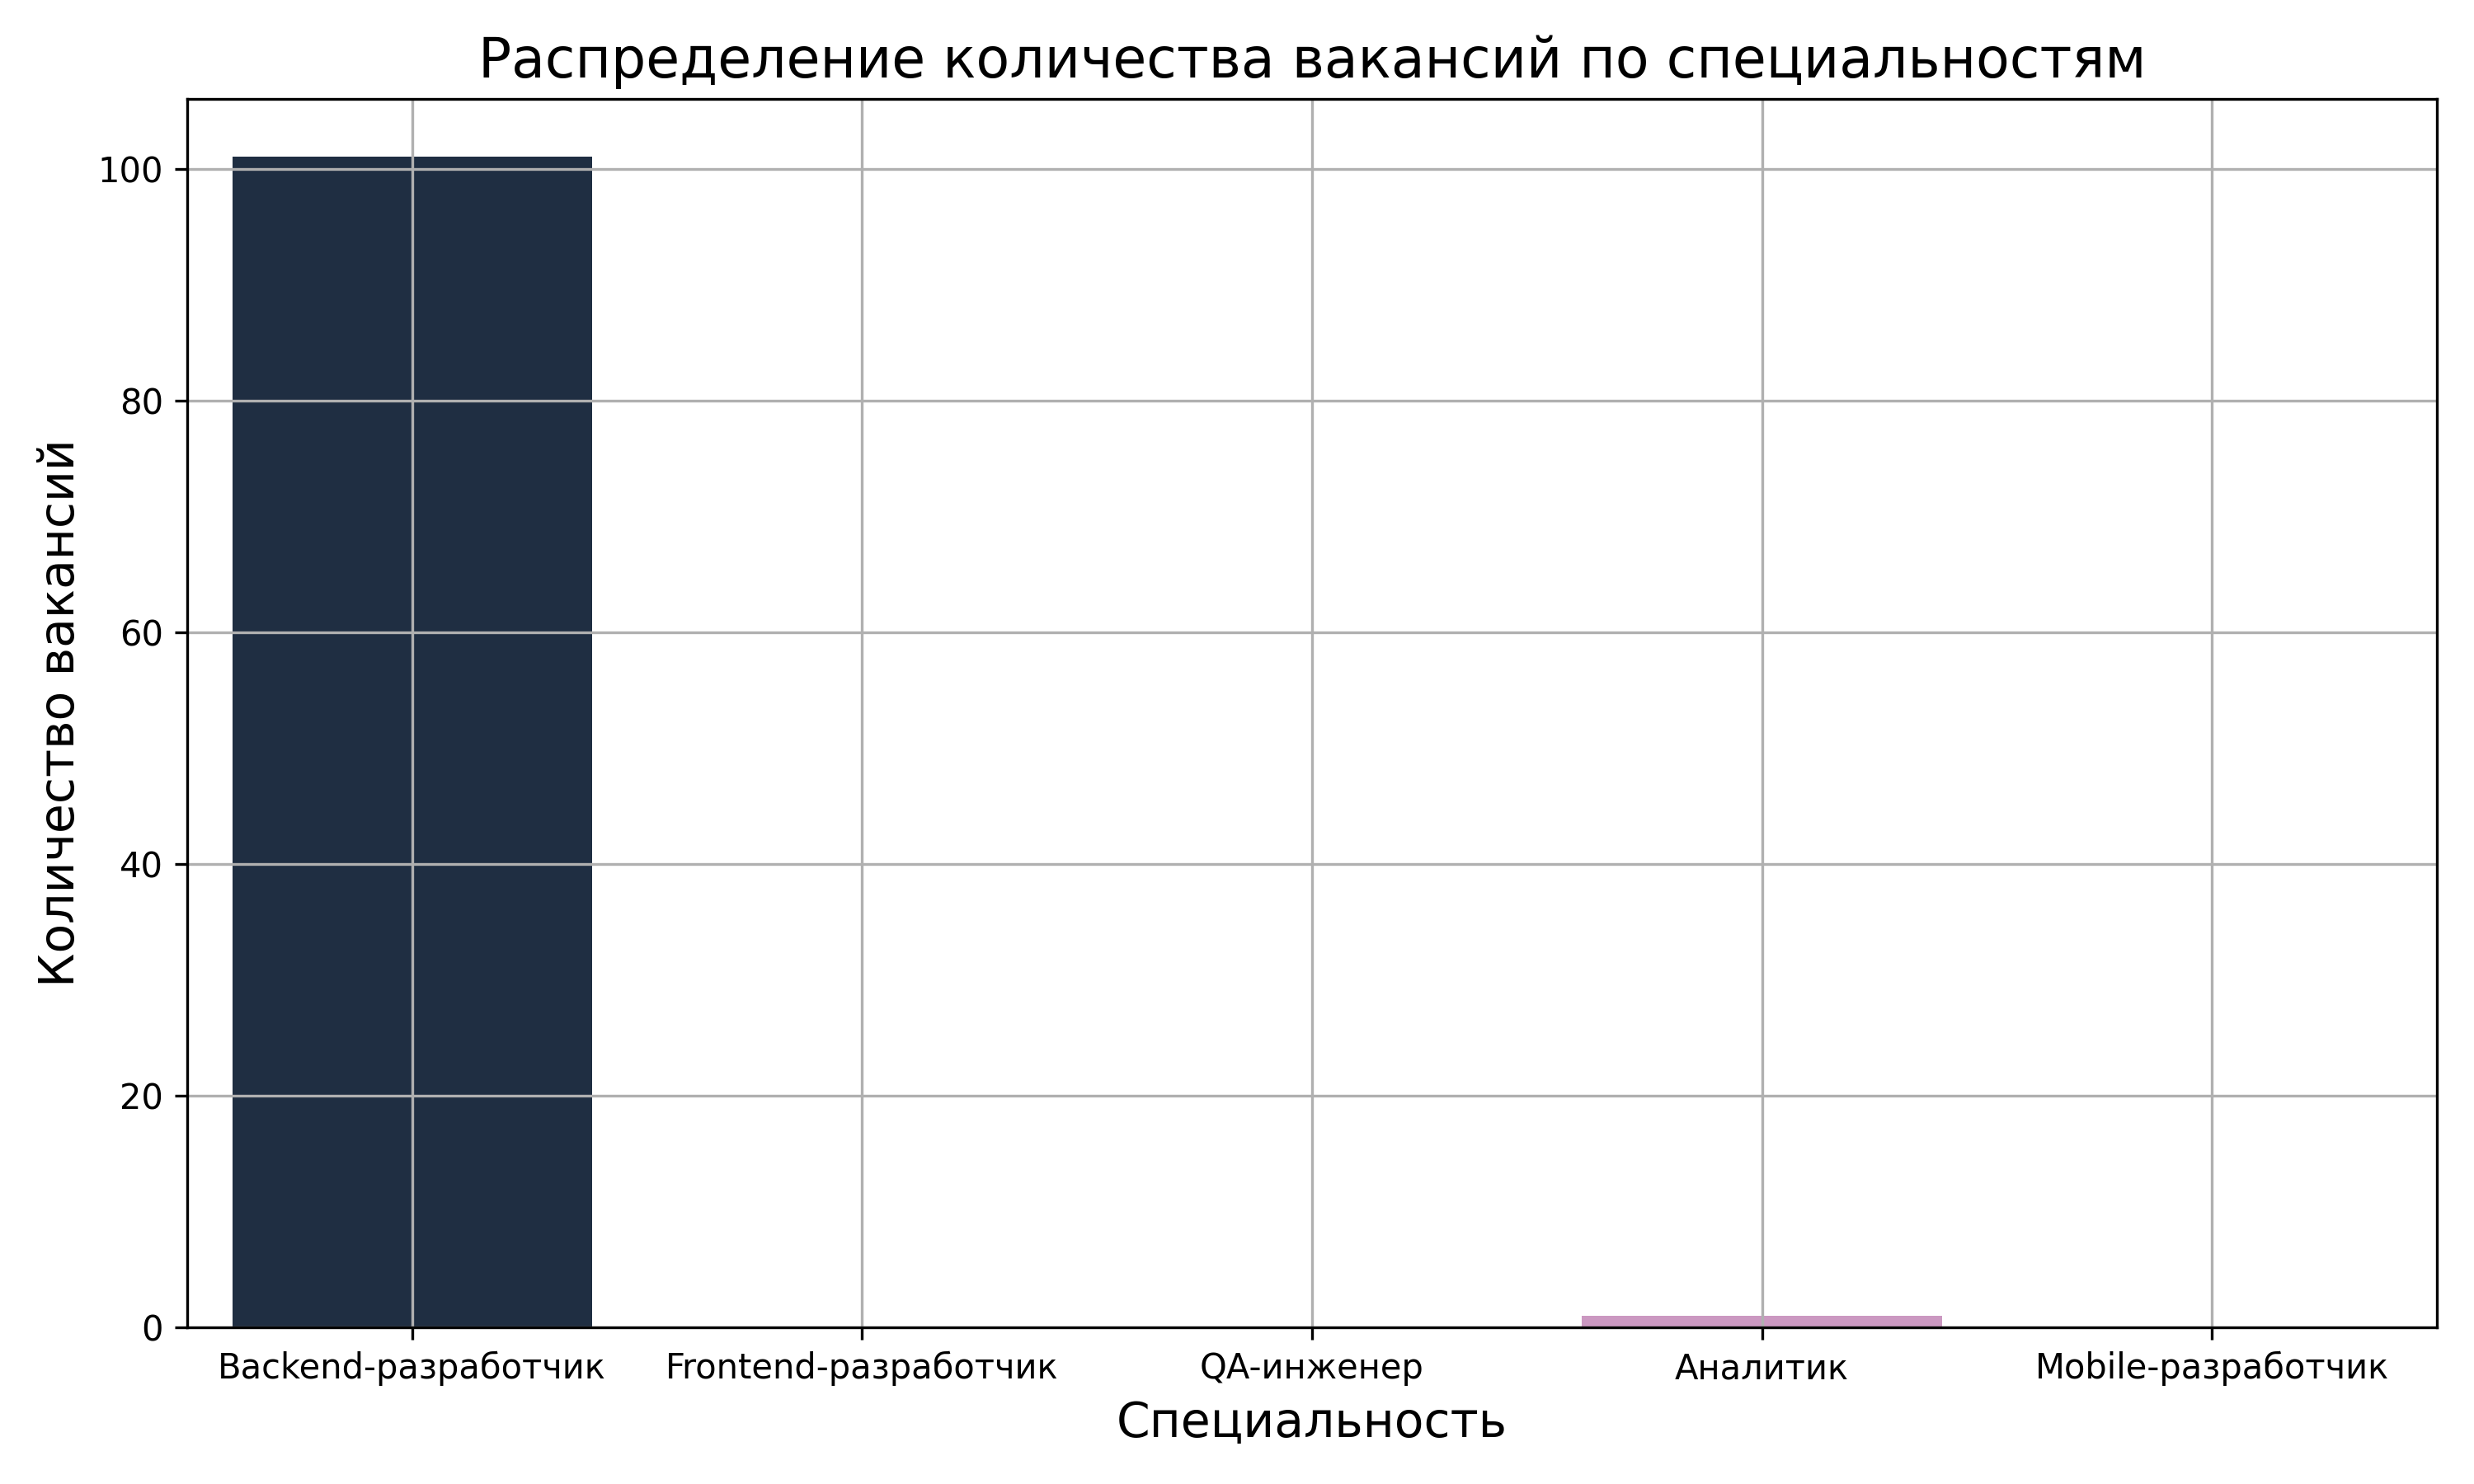 Распределение количества вакансий по специальностям
Количество вакансий
100
80
60
40
20
0
Backend-разработчик
Frontend-разработчик
QA-инженер
Аналитик
Mobile-разработчик
Специальность